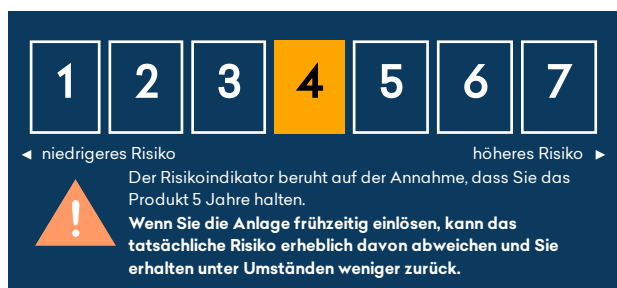 1 2 3 4 5 6 7
◄ niedrigeres Risiko höheres Risiko ►
Der Risikoindikator beruht auf der Annahme, dass Sie das
Produkt 5 Jahre halten.
!
Wenn Sie die Anlage frühzeitig einlösen, kann das
tatsächliche Risiko erheblich davon abweichen und Sie
erhalten unter Umständen weniger zurück.